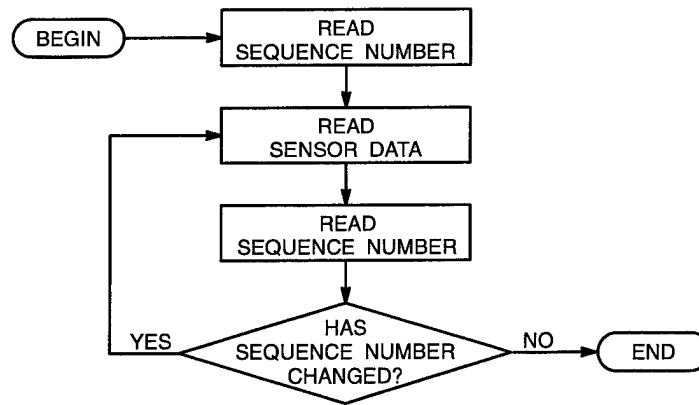 BEGIN
READ
SEQUENCE NUMBER
READ
SENSOR DATA
READ
SEQUENCE NUMBER
HAS
SEQUENCE NUMBER
CHANGED?
YES
NO
END